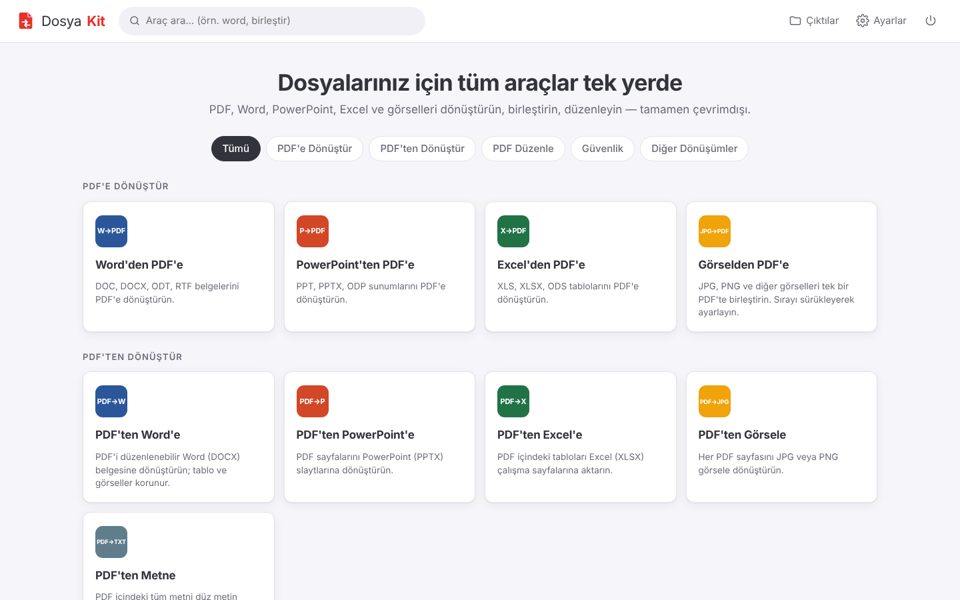 Dosya Kit
Araç ara... (örn. word, birleştir)
Çıktılar
Ayarlar
Dosyalarınız için tüm araçlar tek yerde
PDF, Word, PowerPoint, Excel ve görselleri dönüştürün, birleştirin, düzenleyin — tamamen çevrimdışı.
Tümü
PDF'e Dönüştür
PDF'ten Dönüştür
PDF Düzenle
Güvenlik
Diğer Dönüşümler
PDF'E DÖNÜŞTÜR
W→PDF
Word'den PDF'e
DOC, DOCX, ODT, RTF belgelerini
PDF'e dönüştürün.
P→PDF
PowerPoint'ten PDF'e
PPT, PPTX, ODP sunumlarını PDF'e
dönüştürün.
X→PDF
Excel'den PDF'e
XLS, XLSX, ODS tablolarını PDF'e
dönüştürün.
JPG→PDF
Görselden PDF'e
JPG, PNG ve diğer görselleri tek bir
PDF'te birleştirin. Sırayı sürükleyerek
ayarlayın.
PDF'TEN DÖNÜŞTÜR
PDF→W
PDF'ten Word'e
PDF'i düzenlenebilir Word (DOCX)
belgesine dönüştürün; tablo ve
görseller korunur.
PDF→P
PDF'ten PowerPoint'e
PDF sayfalarını PowerPoint (PPTX)
slaytlarına dönüştürün.
PDF→X
PDF'ten Excel'e
PDF içindeki tabloları Excel (XLSX)
çalışma sayfalarına aktarın.
PDF→JPG
PDF'ten Görsele
Her PDF sayfasını JPG veya PNG
görsele dönüştürün.
PDF→TXT
PDF'ten Metne
PDF içindeki tüm metni düz metin